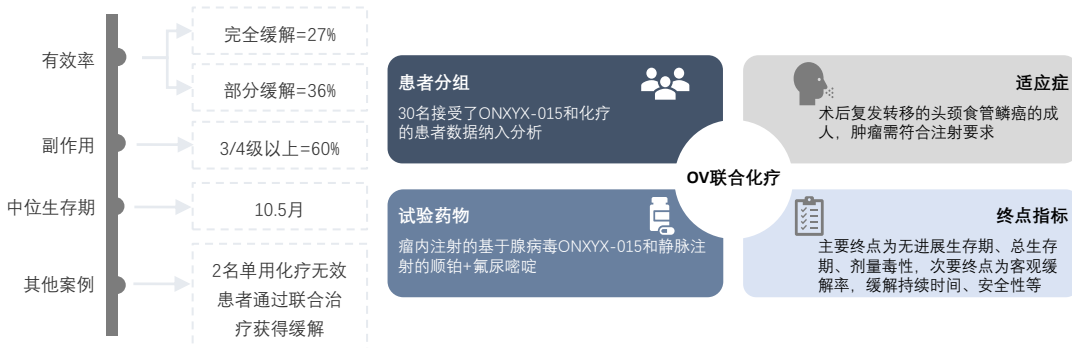 有效率
完全缓解=27%
部分缓解=36%
副作用
3/4级以上=60%
中位生存期
10.5月
其他案例
2名单用化疗无效
患者通过联合治
疗获得缓解
患者分组
30名接受了ONXYX-015和化疗
的患者数据纳入分析
适应症
术后复发转移的头颈食管鳞癌的成
人，肿瘤需符合注射要求
OV联合化疗
试验药物
瘤内注射的基于腺病毒ONXYX-015和静脉注
射的顺铂+氟尿嘧啶
终点指标
主要终点为无进展生存期、总生存
期、剂量毒性，次要终点为客观缓
解率，缓解持续时间、安全性等